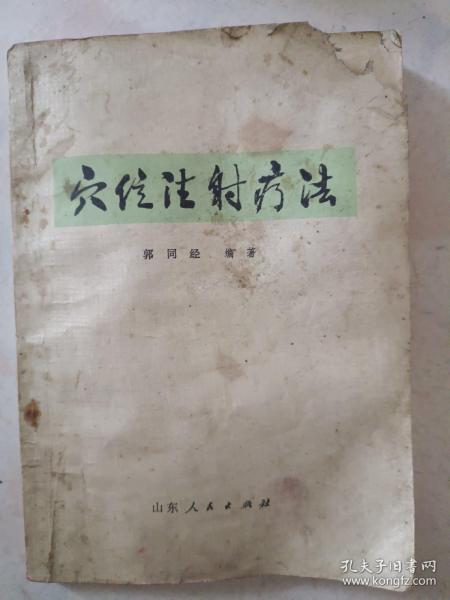 穴位注射疗法
郭同经 编著
山东人民出版社
孔夫子旧书网
www.kongfz.com